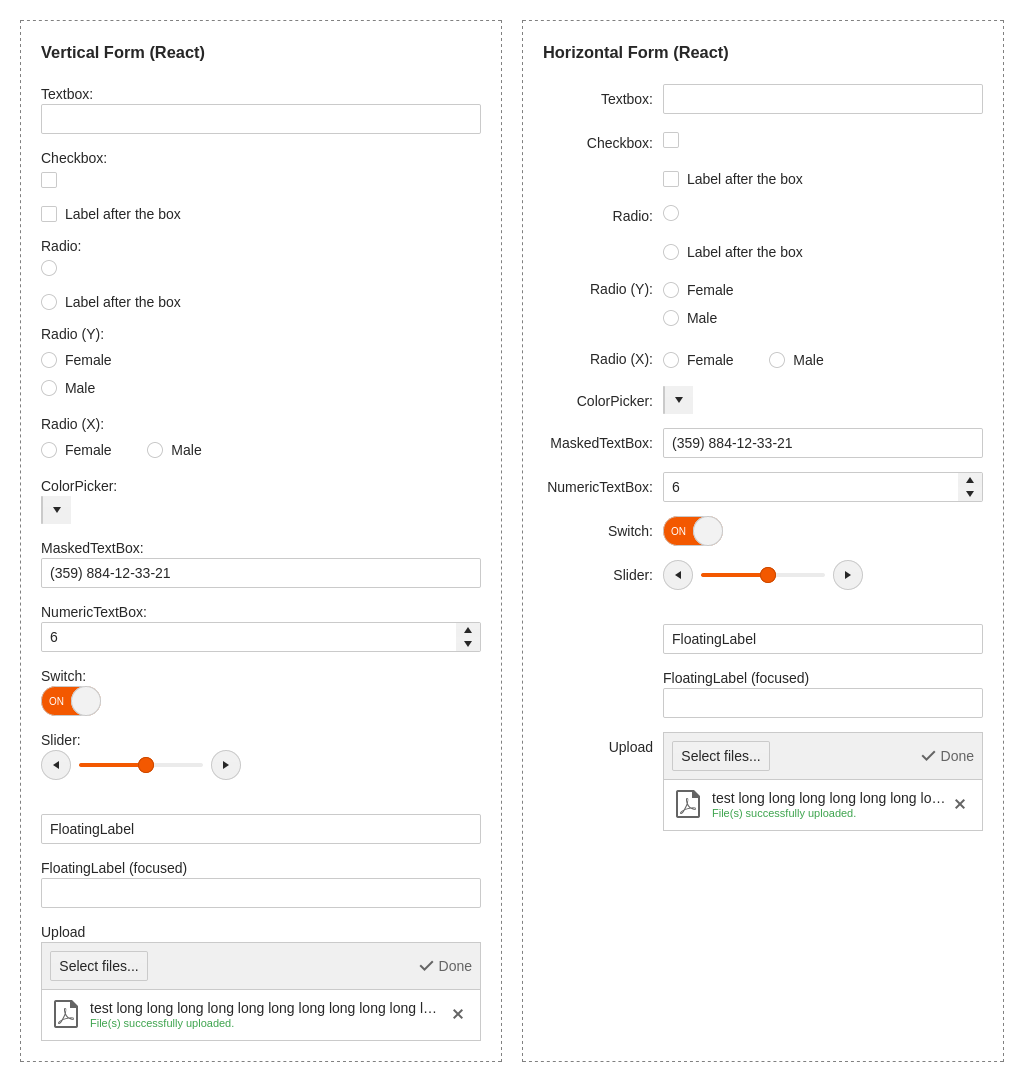 Vertical Form (React)
Textbox:
Checkbox:
Label after the box
Radio:
Label after the box
Radio (Y):
Female
Male
Radio (X):
Female Male
ColorPicker:
MaskedTextBox:
(359) 884-12-33-21
NumericTextBox:
6
Switch:
ON
Slider:
FloatingLabel
FloatingLabel (focused)
Upload
Select files... Done
test long long long long long long long long long long l…
File(s) successfully uploaded.
Horizontal Form (React)
Textbox:
Checkbox:
Label after the box
Radio:
Label after the box
Radio (Y): Female
Male
Radio (X): Female Male
ColorPicker:
MaskedTextBox: (359) 884-12-33-21
NumericTextBox: 6
Switch: ON
Slider:
FloatingLabel
FloatingLabel (focused)
Upload Select files... Done
test long long long long long long lo…
File(s) successfully uploaded.